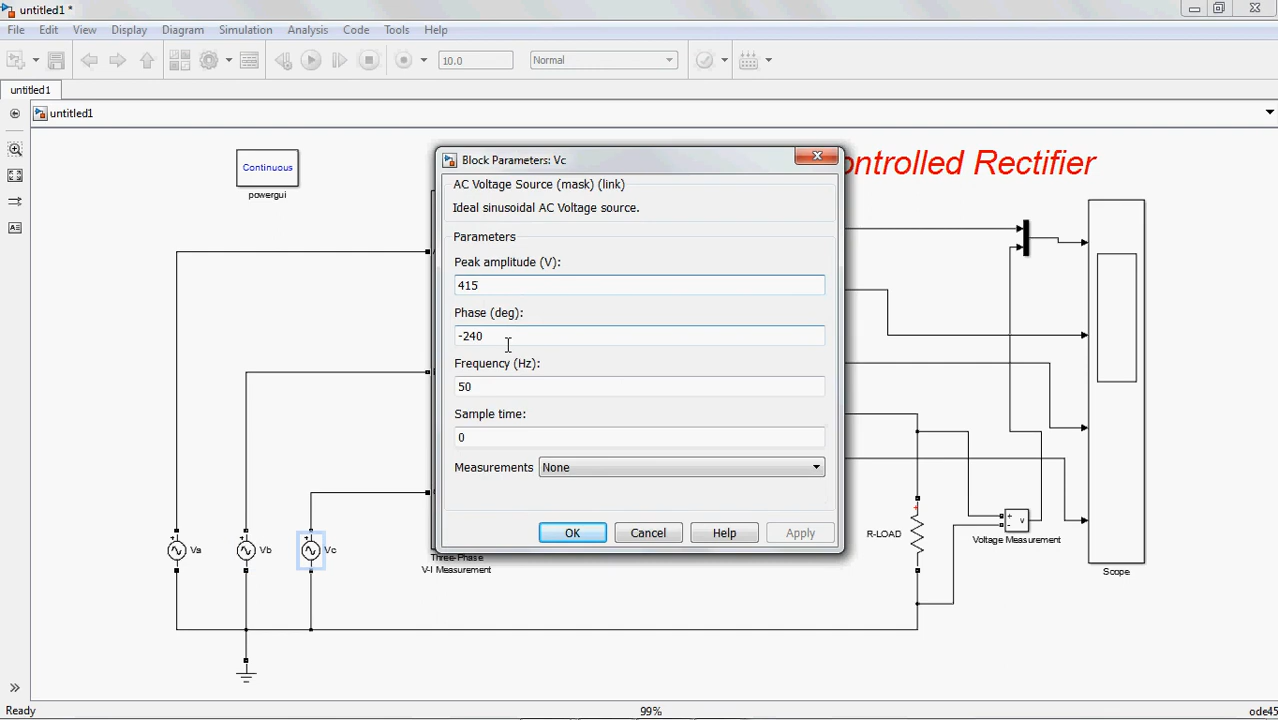 untitled1 *
File Edit View Display Diagram Simulation Analysis Code Tools Help
10.0 Normal
untitled1
untitled1
Continuous
powergui
ontrolled Rectifier
Block Parameters: Vc
AC Voltage Source (mask) (link)
Ideal sinusoidal AC Voltage source.
Parameters
Peak amplitude (V):
415
Phase (deg):
-240
Frequency (Hz):
50
Sample time:
0
Measurements None
OK Cancel Help Apply
Va
Vb
Vc
Three-Phase
V-I Measurement
R-LOAD
+
-
v
Voltage Measurement
Scope
Ready 99% ode45